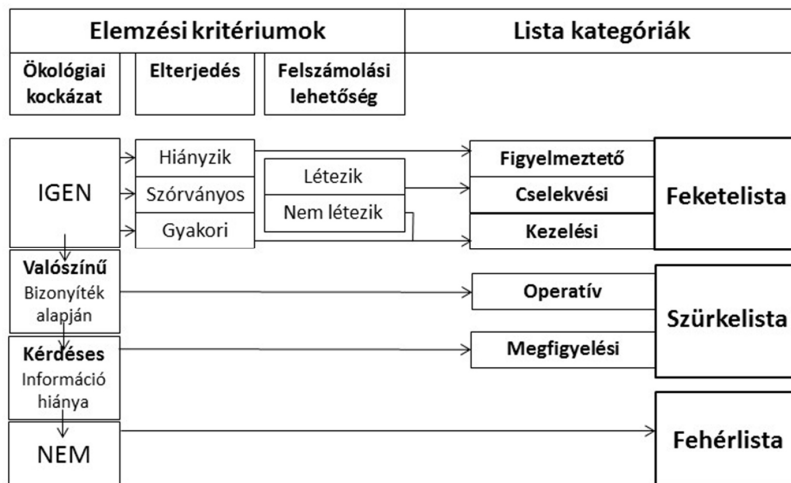 Elemzési kritériumok
Lista kategóriák
Ökológiai
kockázat
Elterjedés
Felszámolási
lehetőség
IGEN
Hiányzik
Szórványos
Gyakori
Létezik
Nem létezik
Figyelmeztető
Cselekvési
Kezelési
Feketelista
Valószínű
Bizonyíték
alapján
Operatív
Szürkelista
Kérdéses
Információ
hiánya
Megfigyelési
NEM
Fehérlista